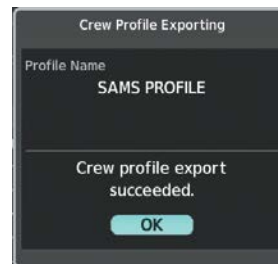 Crew Profile Exporting
Profile Name
SAMS PROFILE
Crew profile export
succeeded.
OK